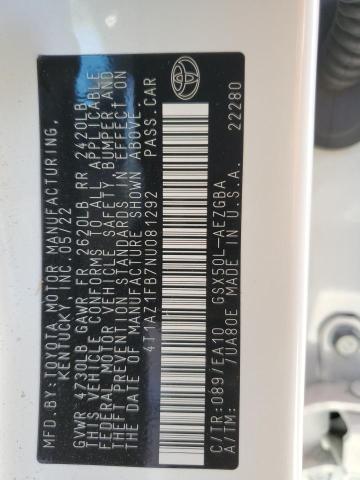 MFD. BY: TOYOTA MOTOR MANUFACTURING,
KENTUCKY, INC. 05/22
GVWR 4730LB GAWR FR 2620LB RR 2420LB
THIS VEHICLE CONFORMS TO ALL APPLICABLE
FEDERAL MOTOR VEHICLE SAFETY, BUMPER AND
THEFT PREVENTION STANDARDS IN EFFECT ON
THE DATE OF MANUFACTURE SHOWN ABOVE.
4T1AZ1FB7NU081292 PASS. CAR
C/TR: 089/EA10 GSX50L-AEZGBA
A/TM: /UA80E MADE IN U.S.A. 22280